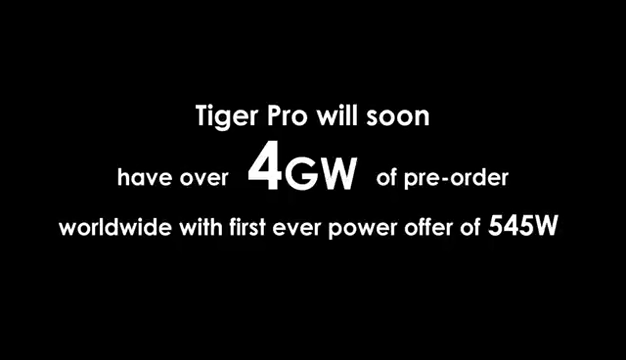 Tiger Pro will soon
have over 4GW of pre-order
worldwide with first ever power offer of 545W